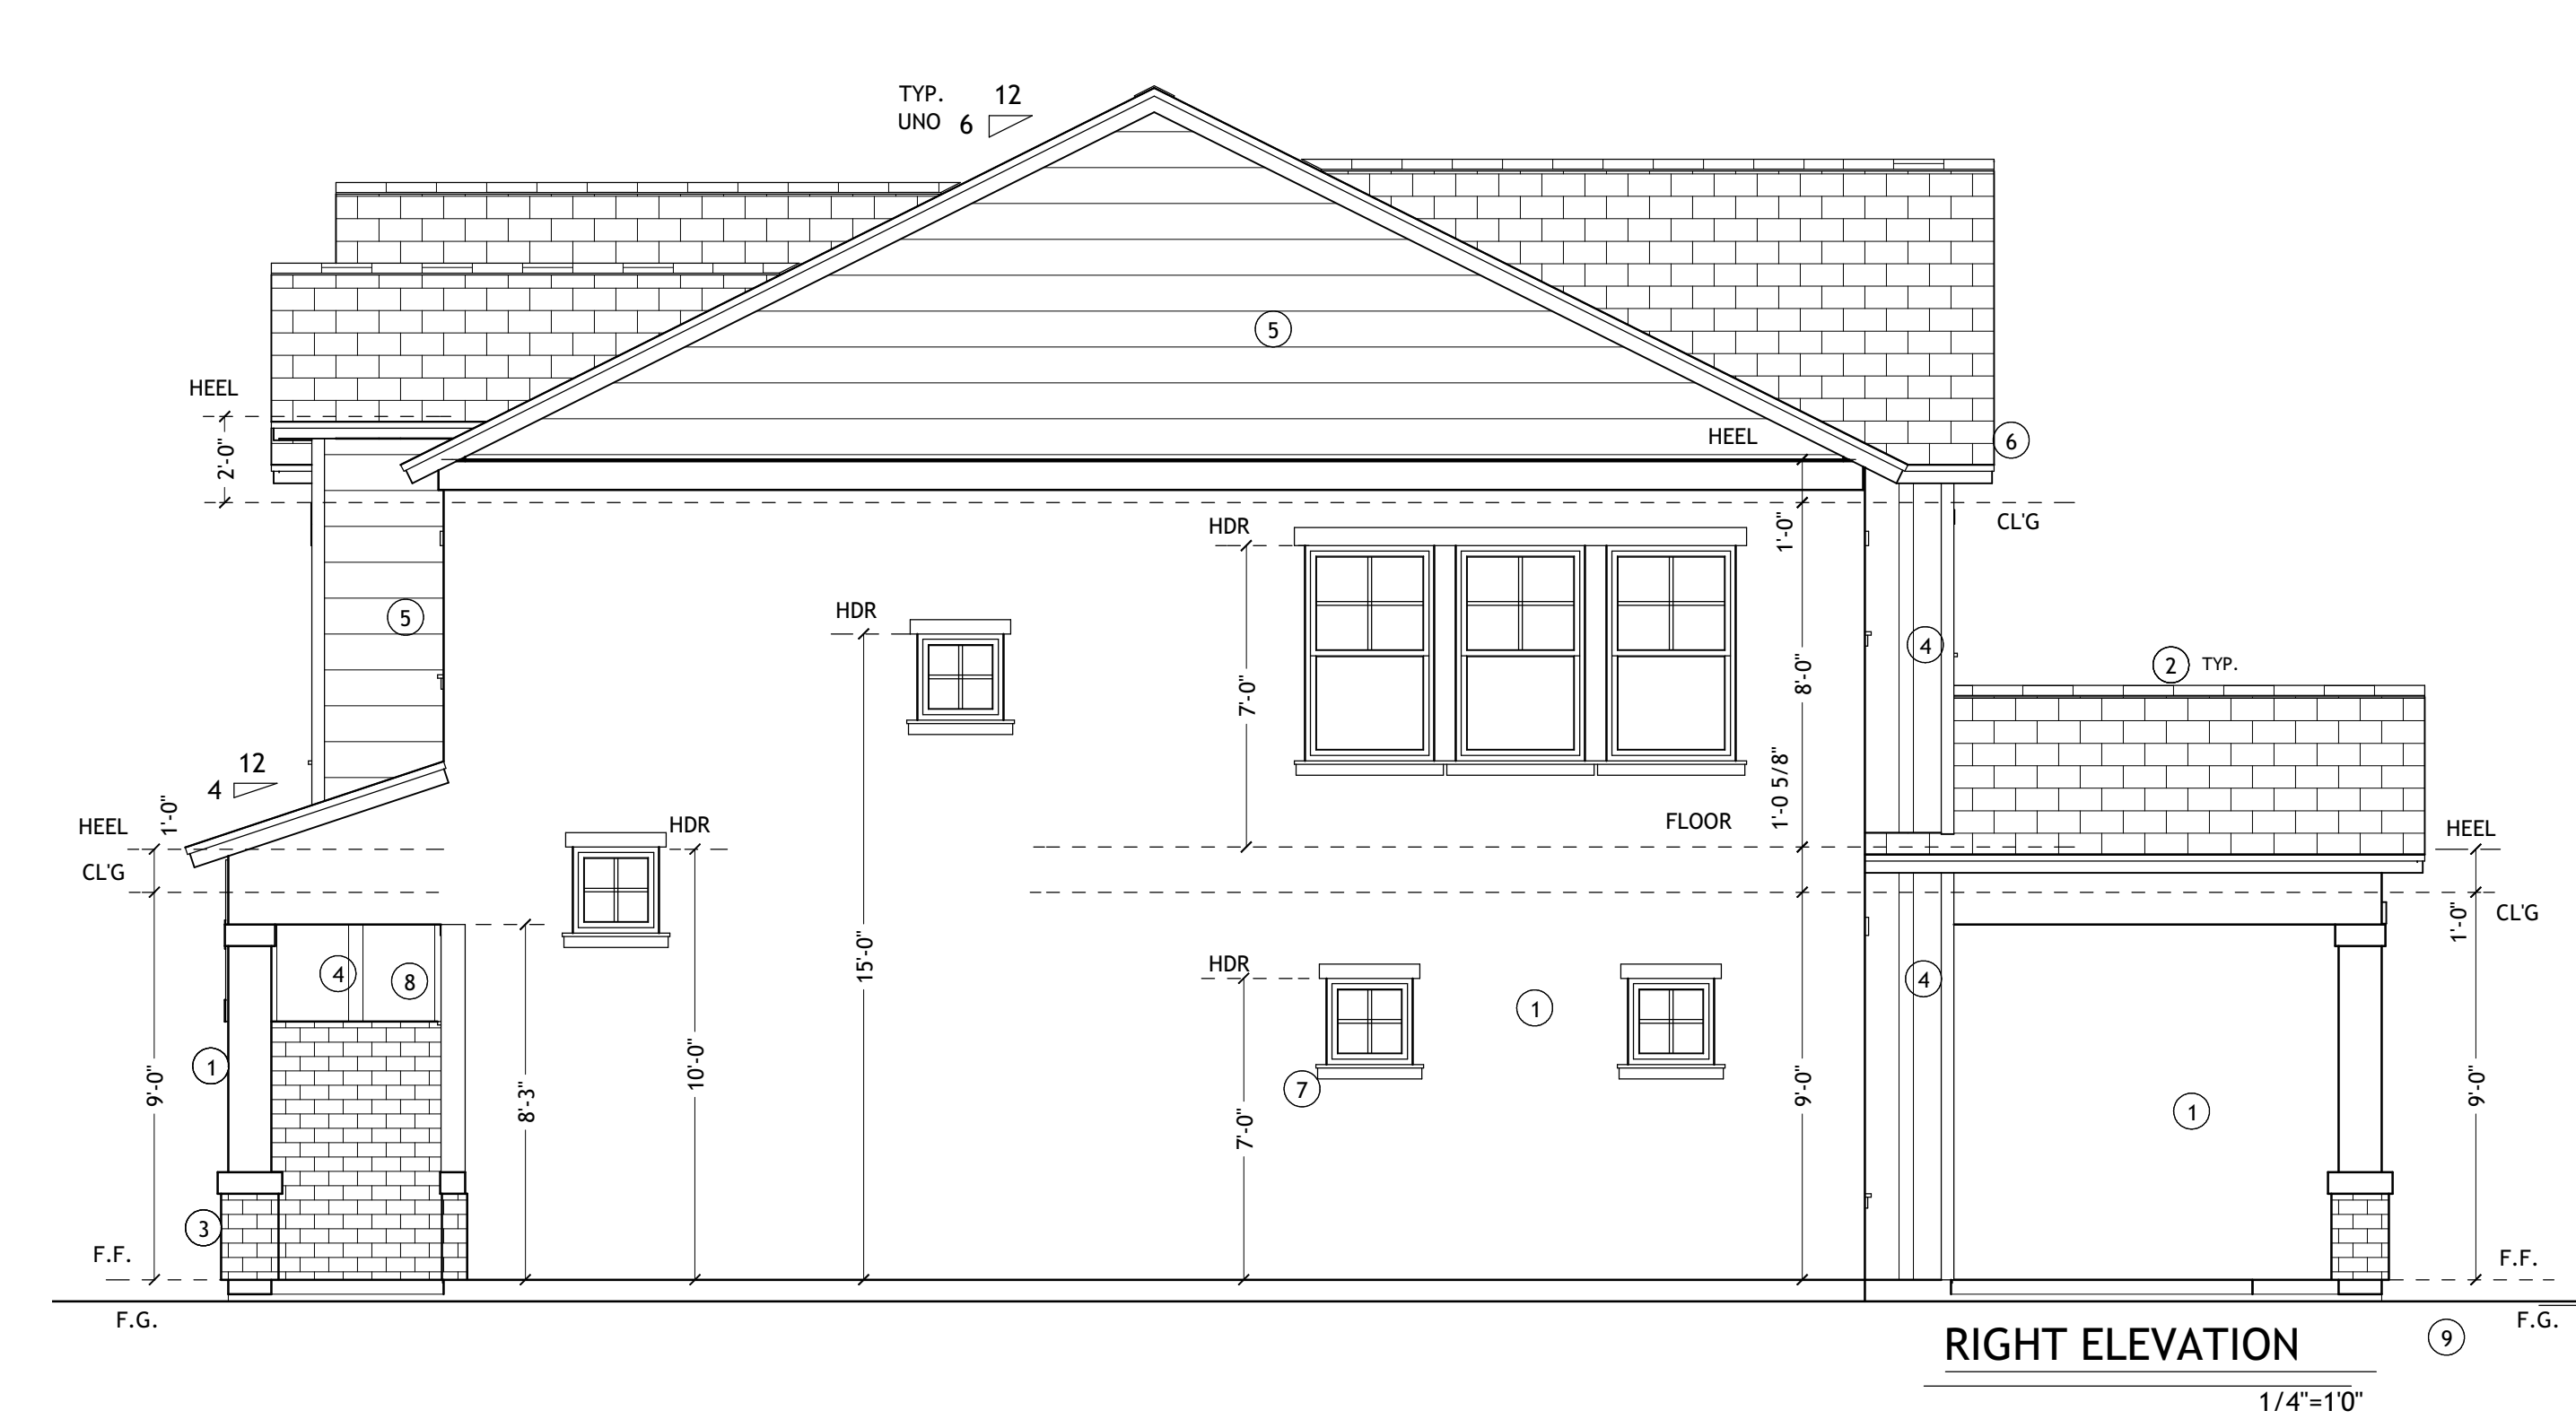 TYP. 12
UNO 6
5
HEEL
2'-0"
HEEL
6
CL'G
1'-0"
HDR
HDR
5
4
2 TYP.
8'-0"
7'-0"
12
4
1'-0"
HEEL
HDR
FLOOR
1'-0 5/8"
HEEL
CL'G
1'-0"
CL'G
4
8
15'-0"
HDR
4
1
1
10'-0"
9'-0"
8'-3"
7
7'-0"
9'-0"
1
9'-0"
3
F.F.
F.F.
F.G.
F.G.
RIGHT ELEVATION
9
1/4"=1'0"